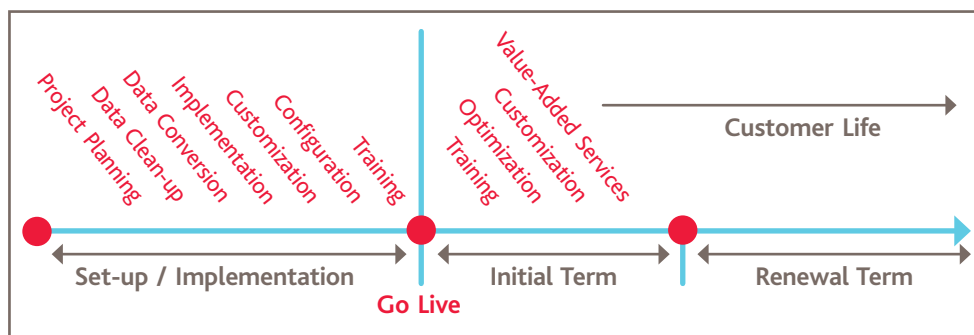 Project Planning
Data Clean-up
Data Conversion
Implementation
Customization
Configuration
Training
Training
Optimization
Customization
Value-Added Services
Customer Life
Set-up / Implementation
Initial Term
Renewal Term
Go Live